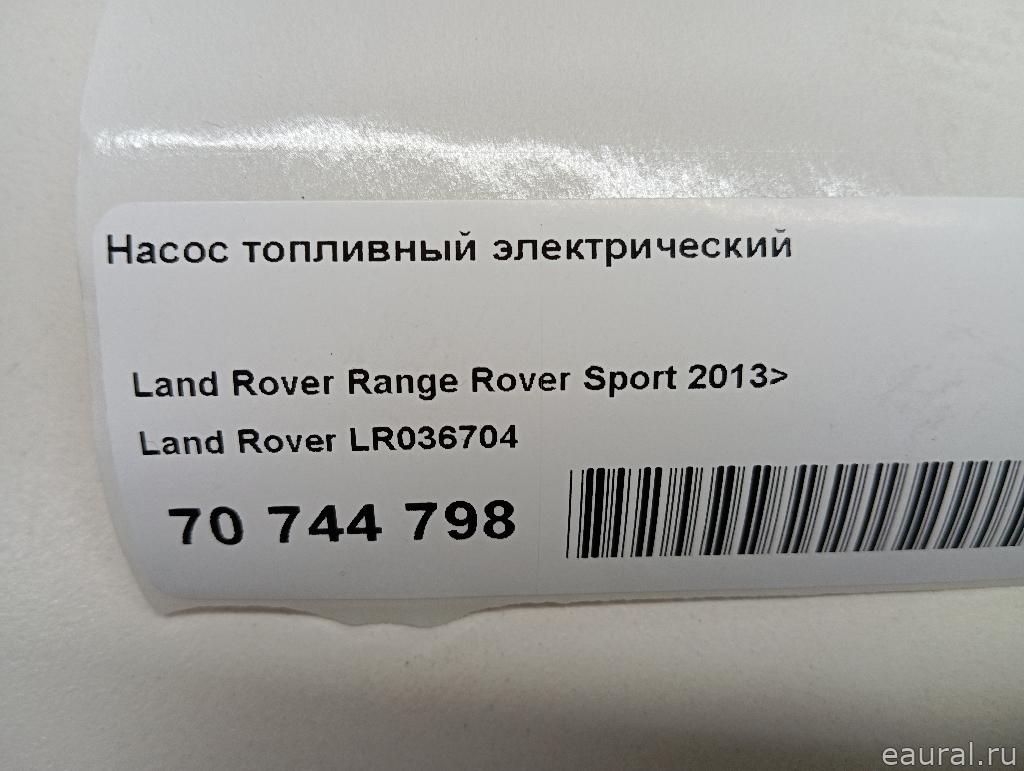 Насос топливный электрический
Land Rover Range Rover Sport 2013>
Land Rover LR036704
70 744 798
eaural.ru